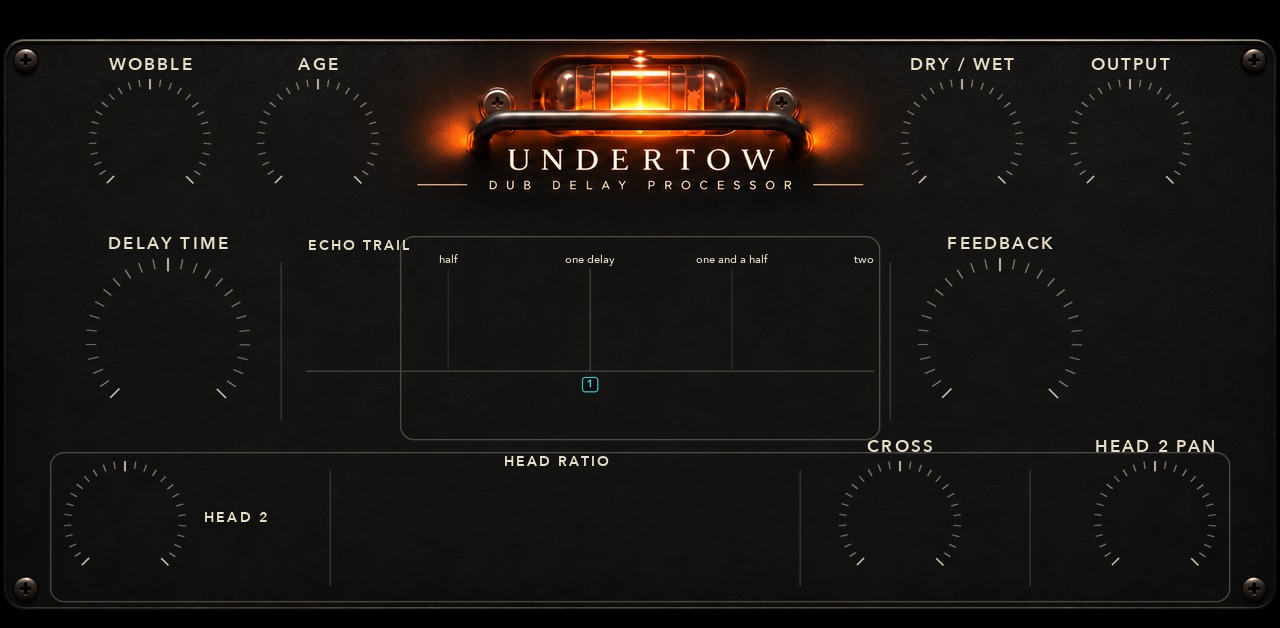 WOBBLE
AGE
DRY / WET
OUTPUT
UNDERTOW
DUB DELAY PROCESSOR
DELAY TIME
ECHO TRAIL
FEEDBACK
half
one delay
one and a half
two
1
CROSS
HEAD 2 PAN
HEAD RATIO
HEAD 2